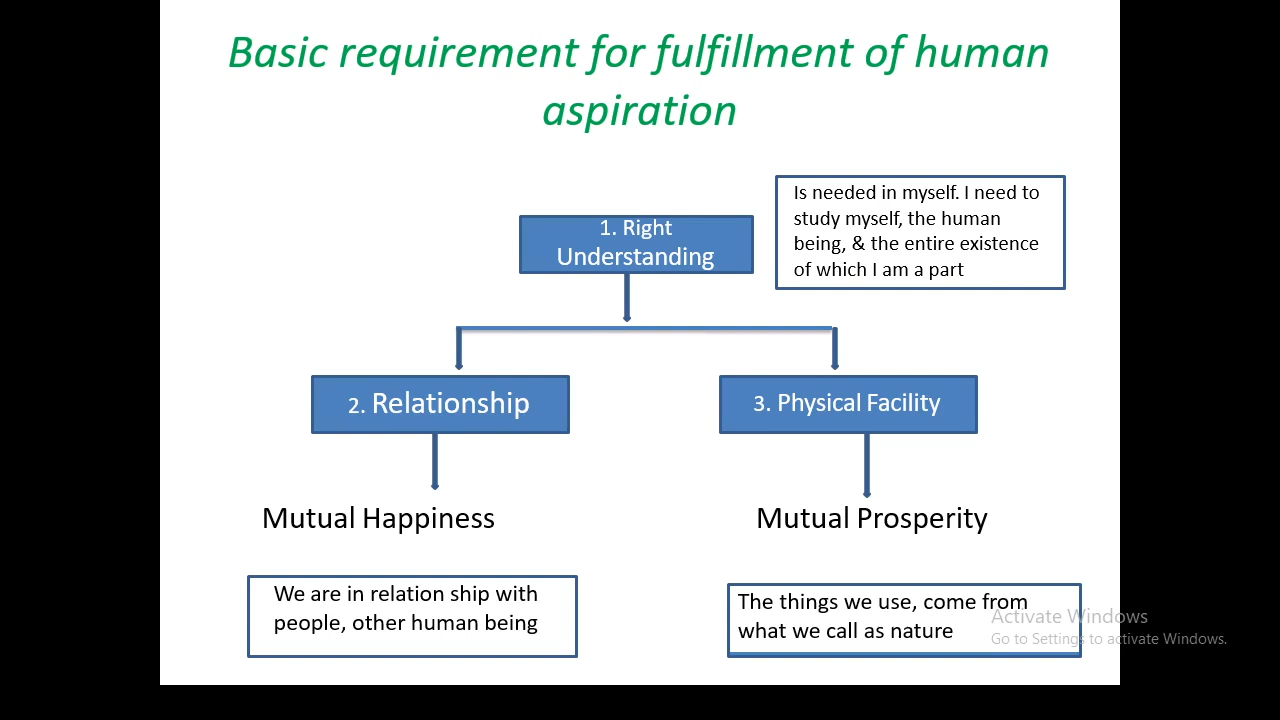 Basic requirement for fulfillment of human
aspiration
Is needed in myself. I need to
study myself, the human
being, & the entire existence
of which I am a part
1. Right
Understanding
2. Relationship
3. Physical Facility
Mutual Happiness
Mutual Prosperity
We are in relation ship with
people, other human being
The things we use, come from
what we call as nature
Activate Windows
Go to Settings to activate Windows.